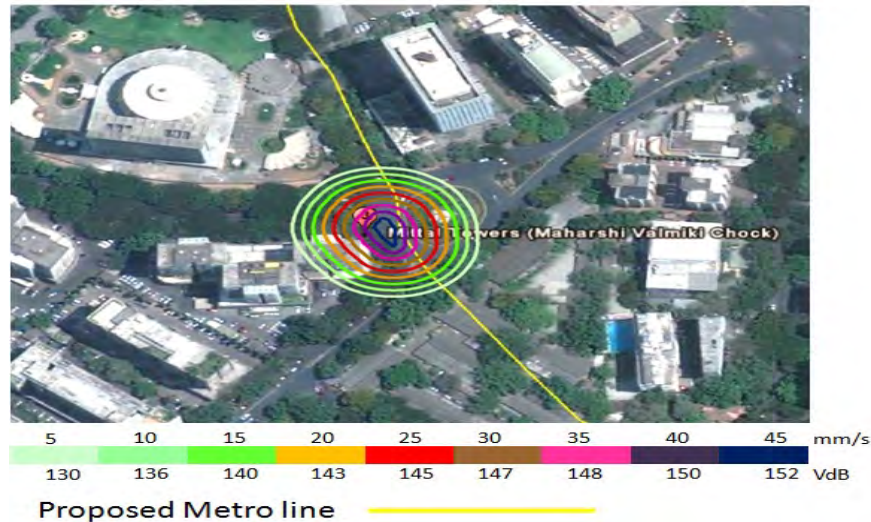 Mittal Towers (Maharshi Valmiki Chock)
5 10 15 20 25 30 35 40 45 mm/s
130 136 140 143 145 147 148 150 152 VdB
Proposed Metro line